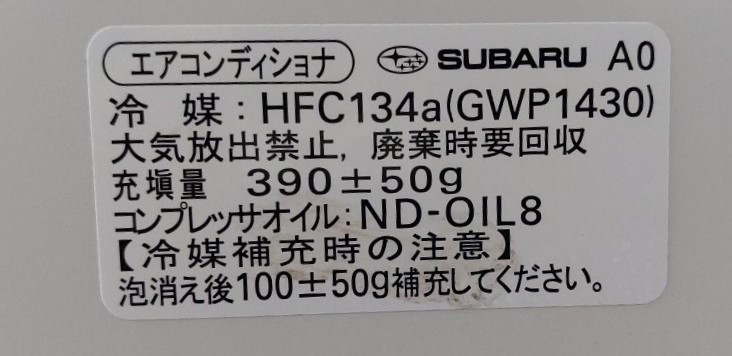 エアコンディショナ SUBARU A0
冷 媒：HFC134a(GWP1430)
大気放出禁止，廃棄時要回収
充塡量 390±50g
コンプレッサオイル：ND-OIL8
【冷媒補充時の注意】
泡消え後100±50g補充してください。